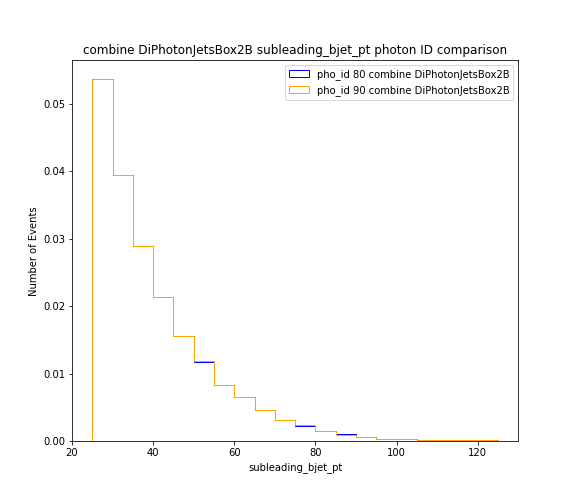 combine DiPhotonJetsBox2B subleading_bjet_pt photon ID comparison
pho_id 80 combine DiPhotonJetsBox2B
pho_id 90 combine DiPhotonJetsBox2B
Number of Events
0.05
0.04
0.03
0.02
0.01
0.00
20
40
60
80
100
120
subleading_bjet_pt